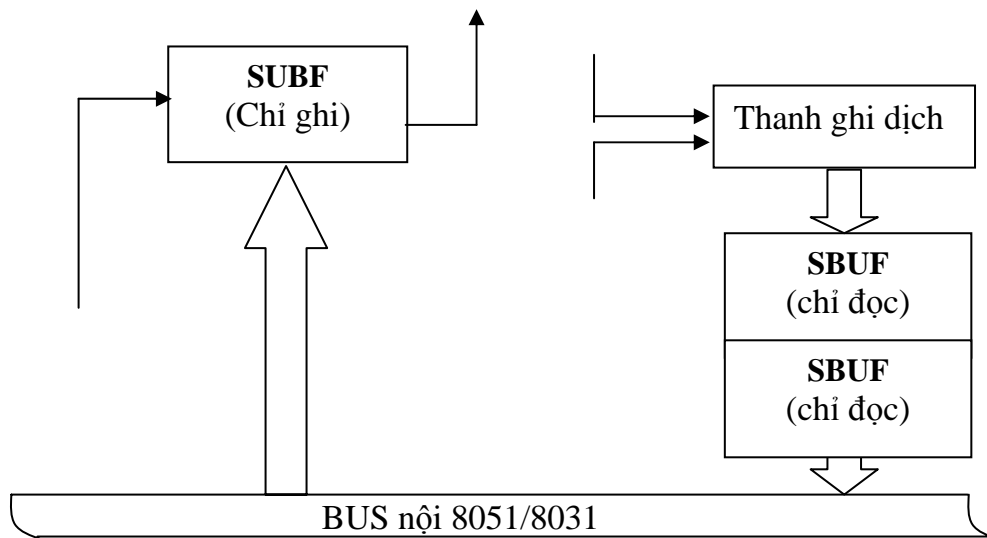 SUBF
(Chỉ ghi)
Thanh ghi dịch
SBUF
(chỉ đọc)
SBUF
(chỉ đọc)
BUS nội 8051/8031